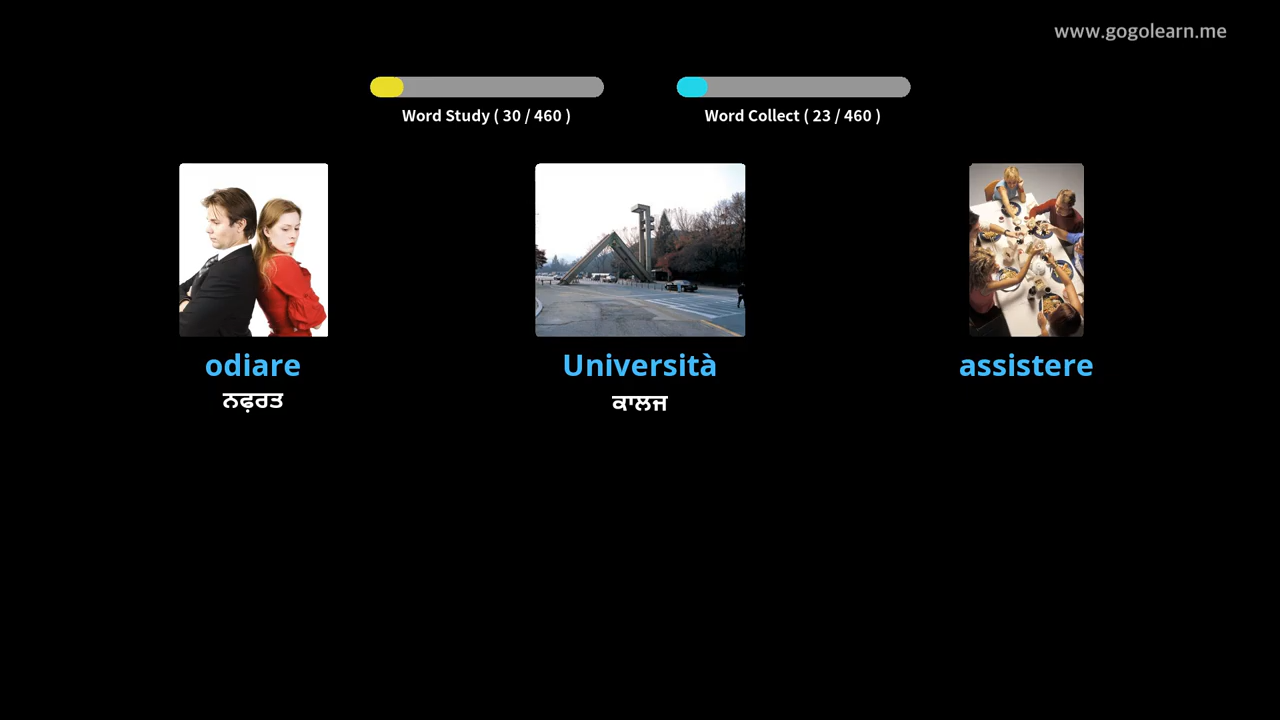 www.gogolearn.me
Word Study ( 30 / 460 )
Word Collect ( 23 / 460 )
odiare
Università
assistere
ਨਫ਼ਰਤ
ਕਾਲਜ